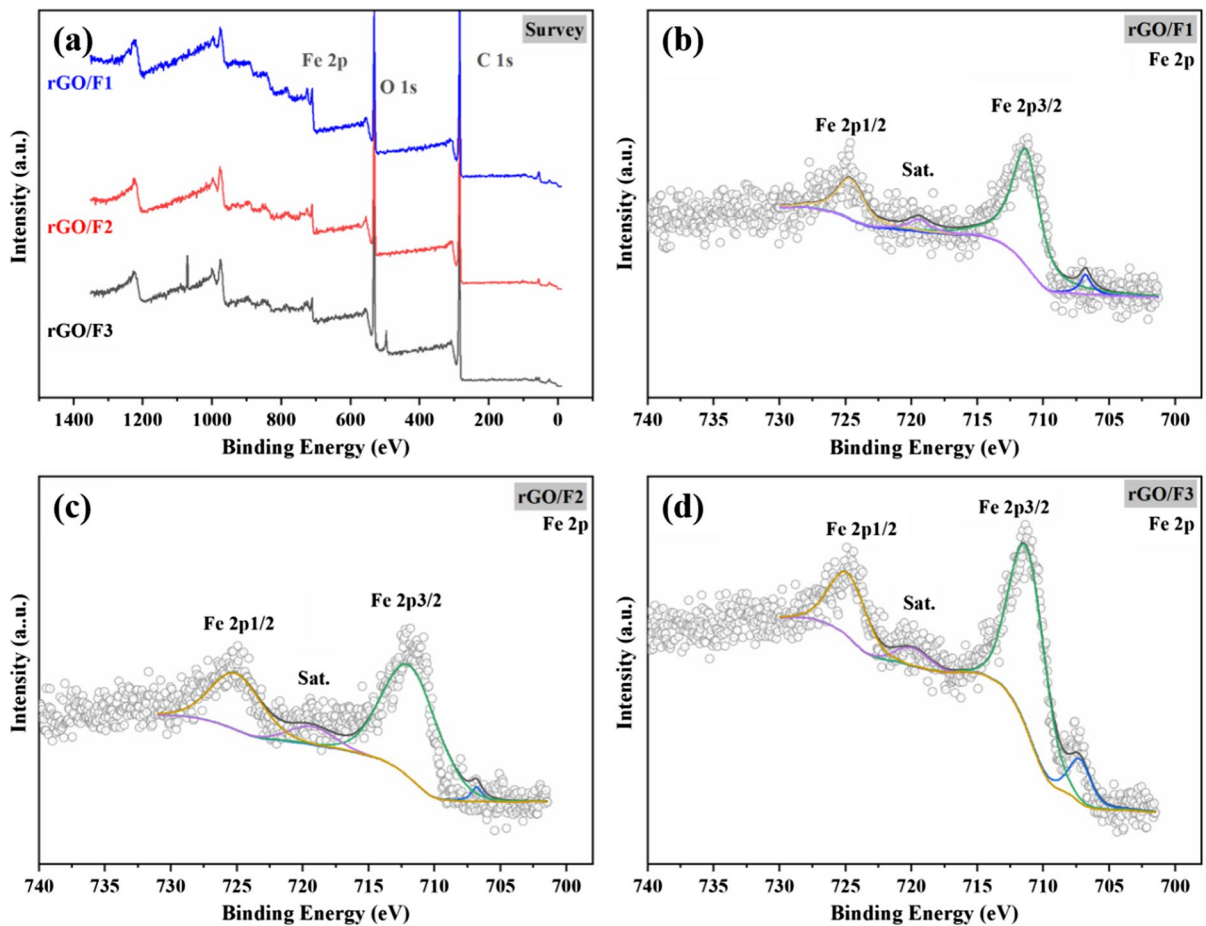 (a)
Survey
Fe 2p
C 1s
O 1s
rGO/F1
rGO/F2
rGO/F3
Intensity (a.u.)
1400 1200 1000 800 600 400 200 0
Binding Energy (eV)
(b)
rGO/F1
Fe 2p
Fe 2p1/2
Sat.
Fe 2p3/2
Intensity (a.u.)
740 735 730 725 720 715 710 705 700
Binding Energy (eV)
(c)
rGO/F2
Fe 2p
Fe 2p1/2
Sat.
Fe 2p3/2
Intensity (a..u.)
740 735 730 725 720 715 710 705 700
Binding Energy (eV)
(d)
rGO/F3
Fe 2p
Fe 2p1/2
Sat.
Fe 2p3/2
Intensity (a.u.)
740 735 730 725 720 715 710 705 700
Binding Energy (eV)